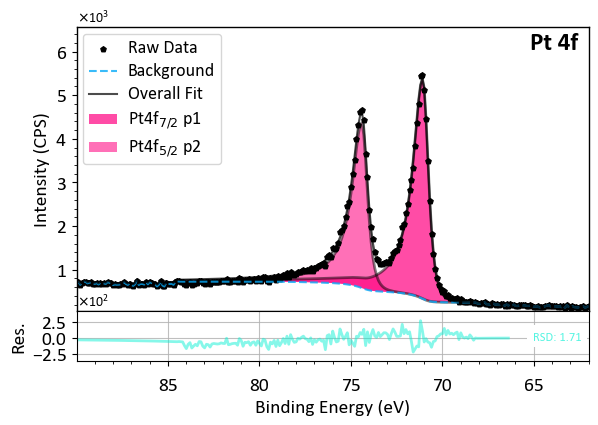 ×10³
Pt 4f
Raw Data
Background
Overall Fit
Pt4f7/2 p1
Pt4f5/2 p2
6
5
4
3
2
1
Intensity (CPS)
×10²
2.5
0.0
−2.5
Res.
RSD: 1.71
85 80 75 70 65
Binding Energy (eV)